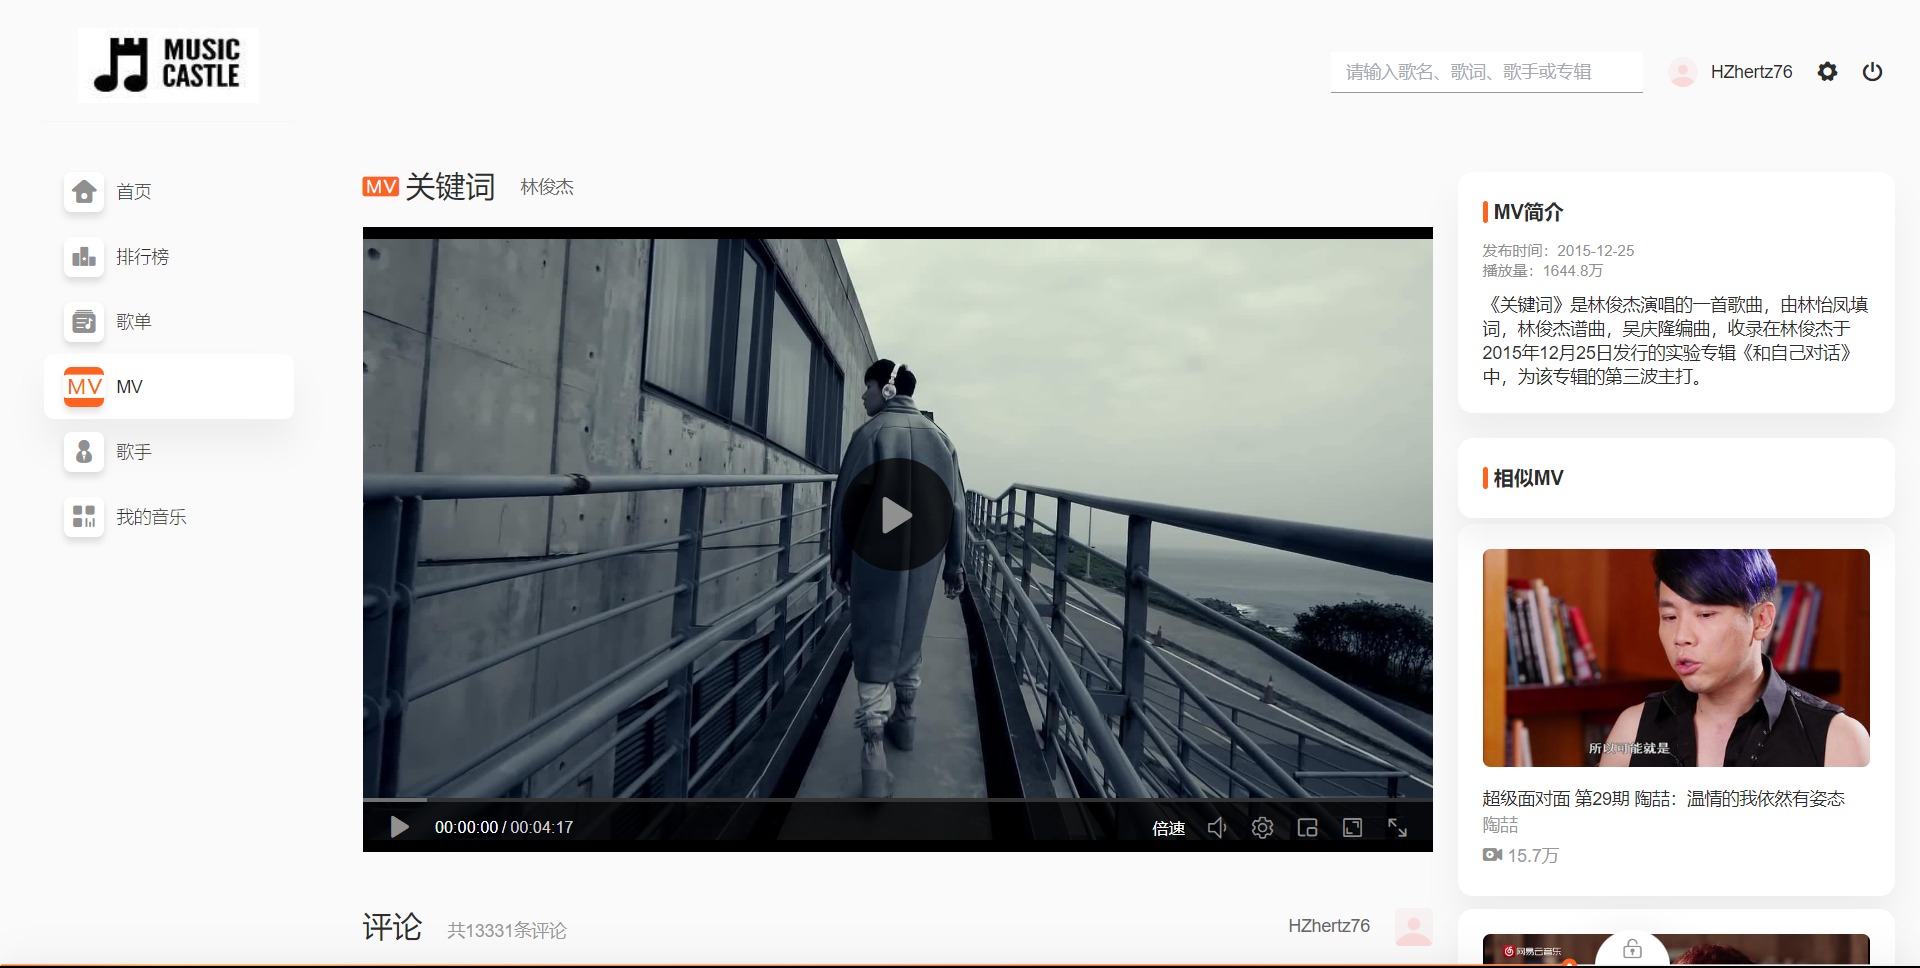 MUSIC
CASTLE
请输入歌名、歌词、歌手或专辑
HZhertz76
首页
排行榜
歌单
MV MV
歌手
我的音乐
MV 关键词 林俊杰
00:00:00 / 00:04:17
倍速
评论 共13331条评论
HZhertz76
MV简介
发布时间：2015-12-25
播放量：1644.8万
《关键词》是林俊杰演唱的一首歌曲，由林怡凤填
词，林俊杰谱曲，吴庆隆编曲，收录在林俊杰于
2015年12月25日发行的实验专辑《和自己对话》
中，为该专辑的第三波主打。
相似MV
所以可能就是
超级面对面 第29期 陶喆：温情的我依然有姿态
陶喆
15.7万
网易云音乐